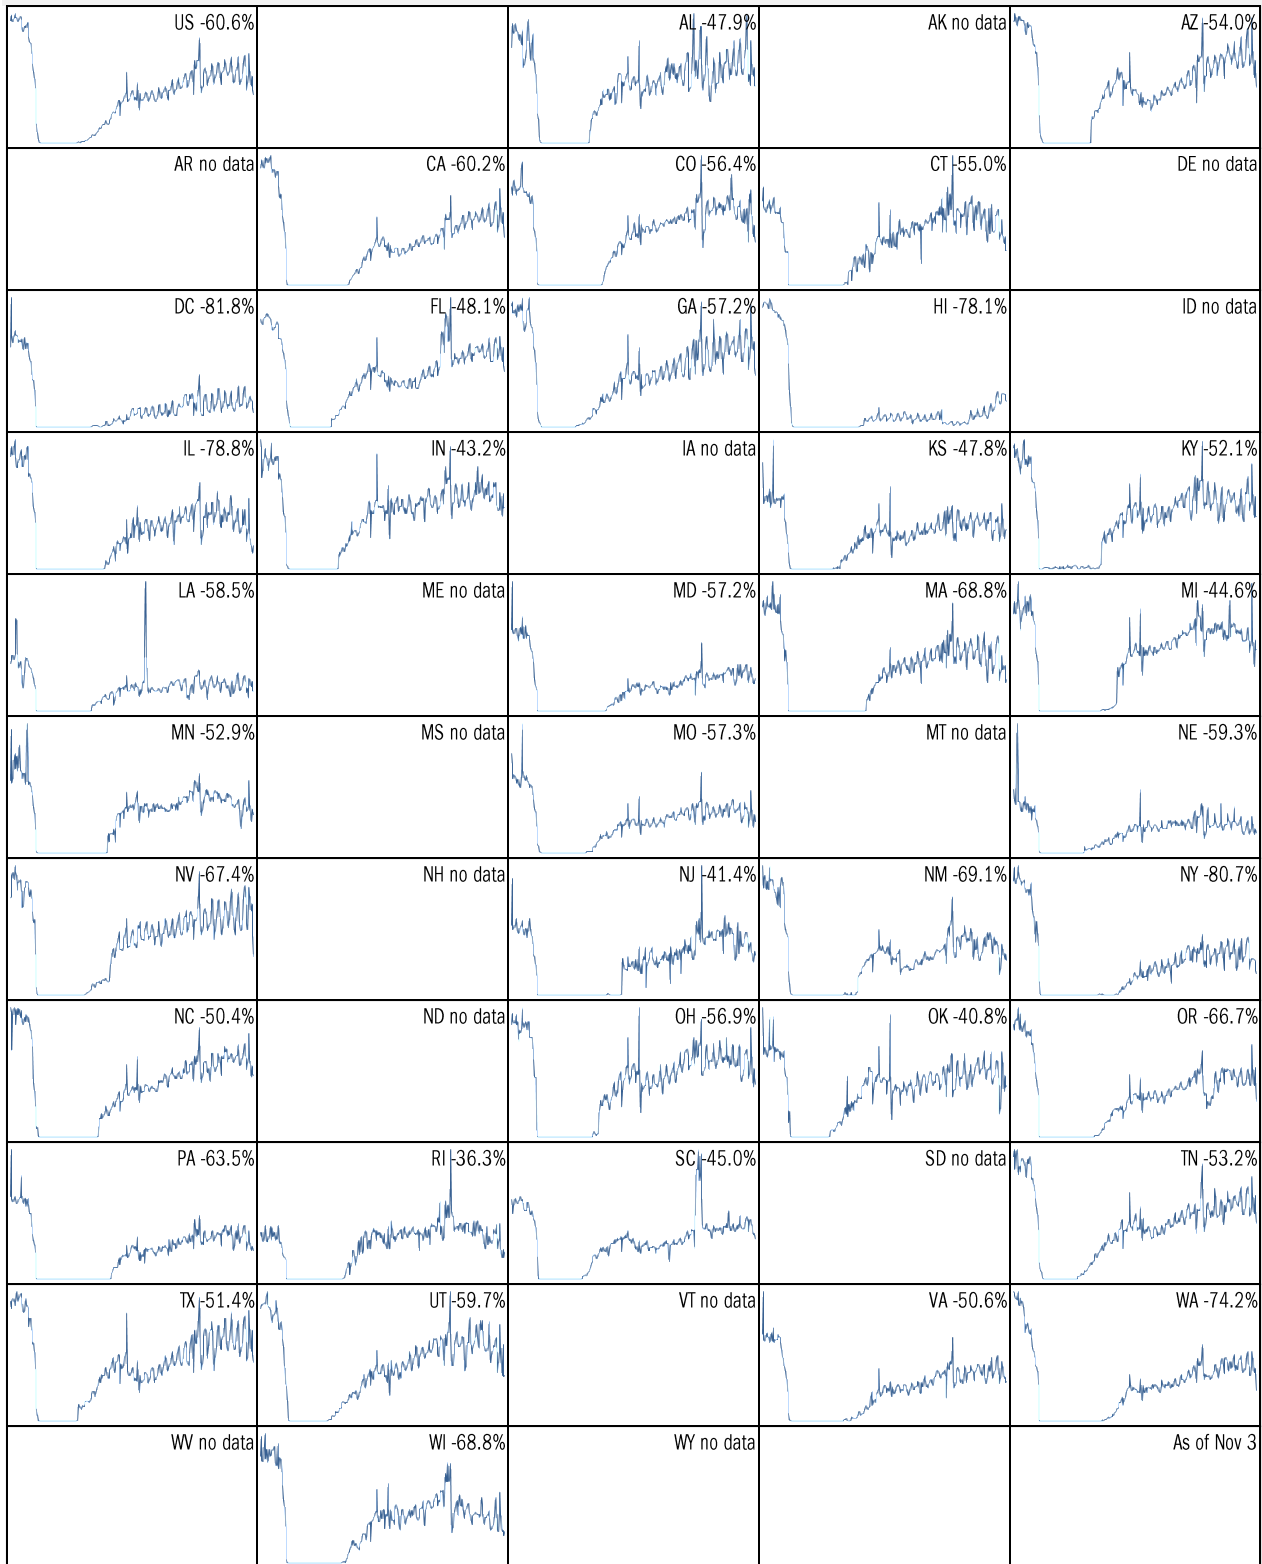 US -60.6%
AL -47.9%
AK no data
AZ -54.0%
AR no data
CA -60.2%
CO -56.4%
CT -55.0%
DE no data
DC -81.8%
FL -48.1%
GA -57.2%
HI -78.1%
ID no data
IL -78.8%
IN -43.2%
IA no data
KS -47.8%
KY -52.1%
LA -58.5%
ME no data
MD -57.2%
MA -68.8%
MI -44.6%
MN -52.9%
MS no data
MO -57.3%
MT no data
NE -59.3%
NV -67.4%
NH no data
NJ -41.4%
NM -69.1%
NY -80.7%
NC -50.4%
ND no data
OH -56.9%
OK -40.8%
OR -66.7%
PA -63.5%
RI -36.3%
SC -45.0%
SD no data
TN -53.2%
TX -51.4%
UT -59.7%
VT no data
VA -50.6%
WA -74.2%
WV no data
WI -68.8%
WY no data
As of Nov 3